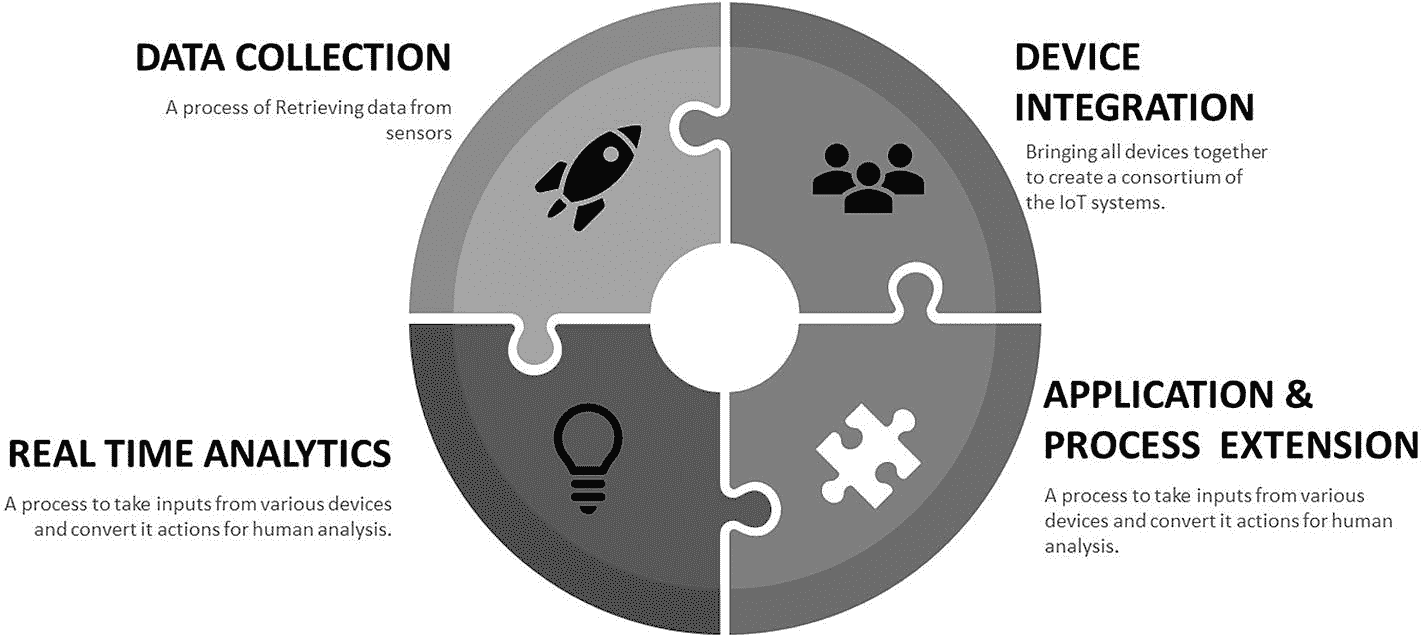 DATA COLLECTION
A process of Retrieving data from
sensors
DEVICE
INTEGRATION
Bringing all devices together
to create a consortium of
the IoT systems.
REAL TIME ANALYTICS
A process to take inputs from various devices
and convert it actions for human analysis.
APPLICATION &
PROCESS EXTENSION
A process to take inputs from various
devices and convert it actions for human
analysis.